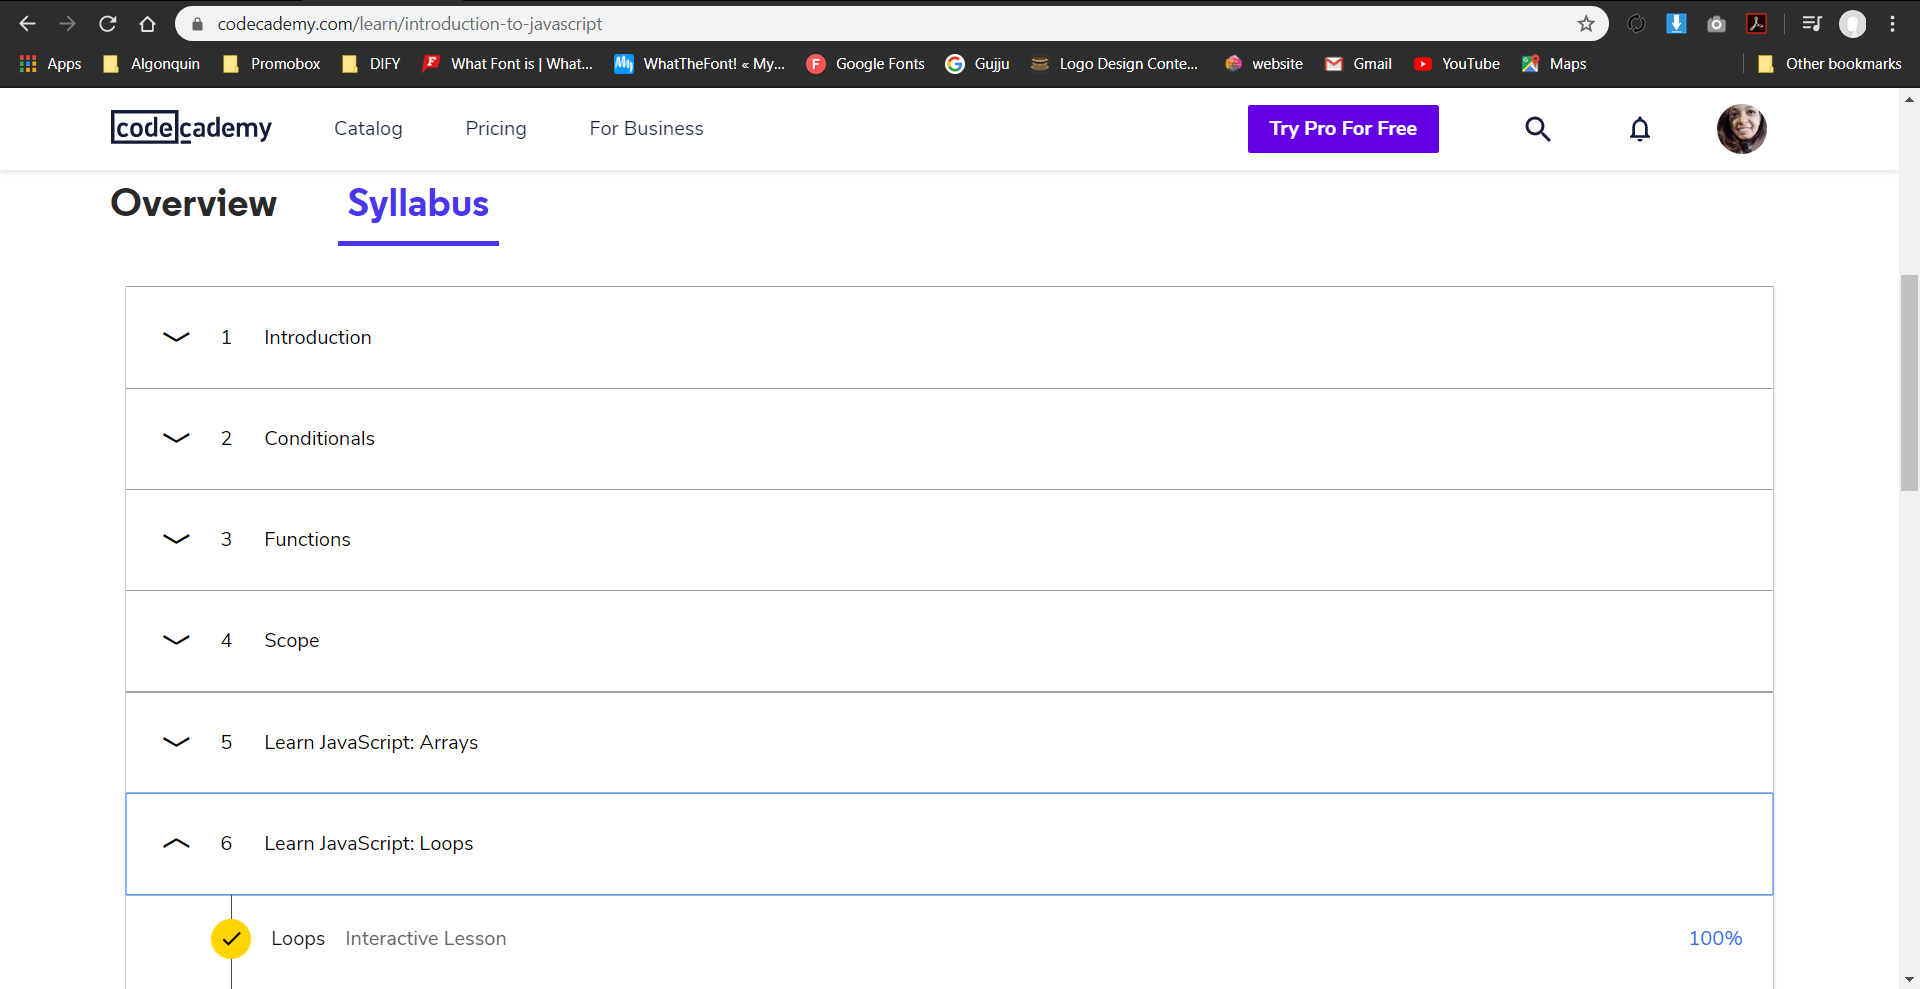 codecademy.com/learn/introduction-to-javascript
Apps Algonquin Promobox DIFY What Font is | What... WhatTheFont! « My... Google Fonts Gujju Logo Design Conte... website Gmail YouTube Maps Other bookmarks
codecademy Catalog Pricing For Business Try Pro For Free
Overview Syllabus
1 Introduction
2 Conditionals
3 Functions
4 Scope
5 Learn JavaScript: Arrays
6 Learn JavaScript: Loops
Loops Interactive Lesson 100%